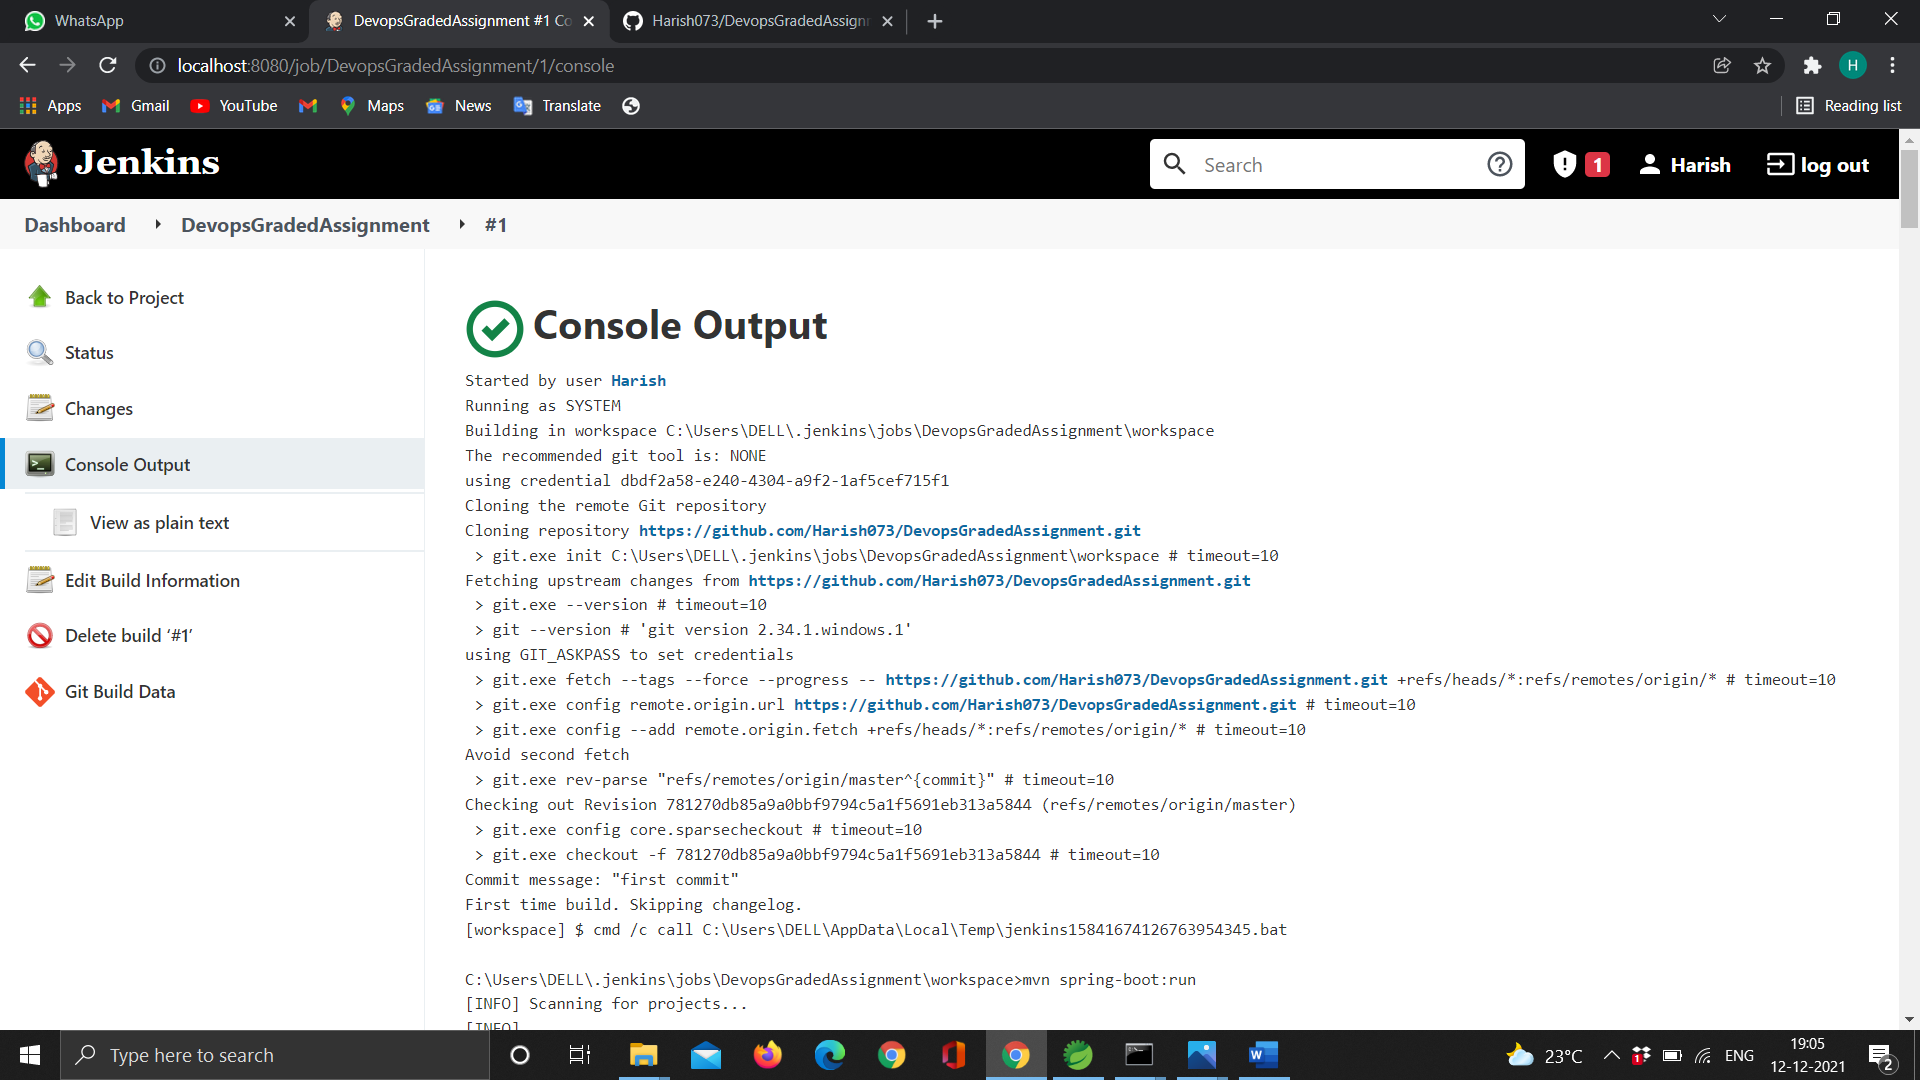 WhatsApp
DevopsGradedAssignment #1 Co
Harish073/DevopsGradedAssign
localhost:8080/job/DevopsGradedAssignment/1/console
H
Apps Gmail YouTube Maps News Translate Reading list
Jenkins
Search
1
Harish
log out
Dashboard DevopsGradedAssignment #1
Back to Project
Status
Changes
Console Output
View as plain text
Edit Build Information
Delete build ‘#1’
Git Build Data
Console Output
Started by user Harish
Running as SYSTEM
Building in workspace C:\Users\DELL\.jenkins\jobs\DevopsGradedAssignment\workspace
The recommended git tool is: NONE
using credential dbdf2a58-e240-4304-a9f2-1af5cef715f1
Cloning the remote Git repository
Cloning repository https://github.com/Harish073/DevopsGradedAssignment.git
> git.exe init C:\Users\DELL\.jenkins\jobs\DevopsGradedAssignment\workspace # timeout=10
Fetching upstream changes from https://github.com/Harish073/DevopsGradedAssignment.git
> git.exe --version # timeout=10
> git --version # 'git version 2.34.1.windows.1'
using GIT_ASKPASS to set credentials
> git.exe fetch --tags --force --progress -- https://github.com/Harish073/DevopsGradedAssignment.git +refs/heads/*:refs/remotes/origin/* # timeout=10
> git.exe config remote.origin.url https://github.com/Harish073/DevopsGradedAssignment.git # timeout=10
> git.exe config --add remote.origin.fetch +refs/heads/*:refs/remotes/origin/* # timeout=10
Avoid second fetch
> git.exe rev-parse "refs/remotes/origin/master^{commit}" # timeout=10
Checking out Revision 781270db85a9a0bbf9794c5a1f5691eb313a5844 (refs/remotes/origin/master)
> git.exe config core.sparsecheckout # timeout=10
> git.exe checkout -f 781270db85a9a0bbf9794c5a1f5691eb313a5844 # timeout=10
Commit message: "first commit"
First time build. Skipping changelog.
[workspace] $ cmd /c call C:\Users\DELL\AppData\Local\Temp\jenkins15841674126763954345.bat
C:\Users\DELL\.jenkins\jobs\DevopsGradedAssignment\workspace>mvn spring-boot:run
[INFO] Scanning for projects...
[INFO]
Type here to search
23°C
ENG
19:05
12-12-2021
2